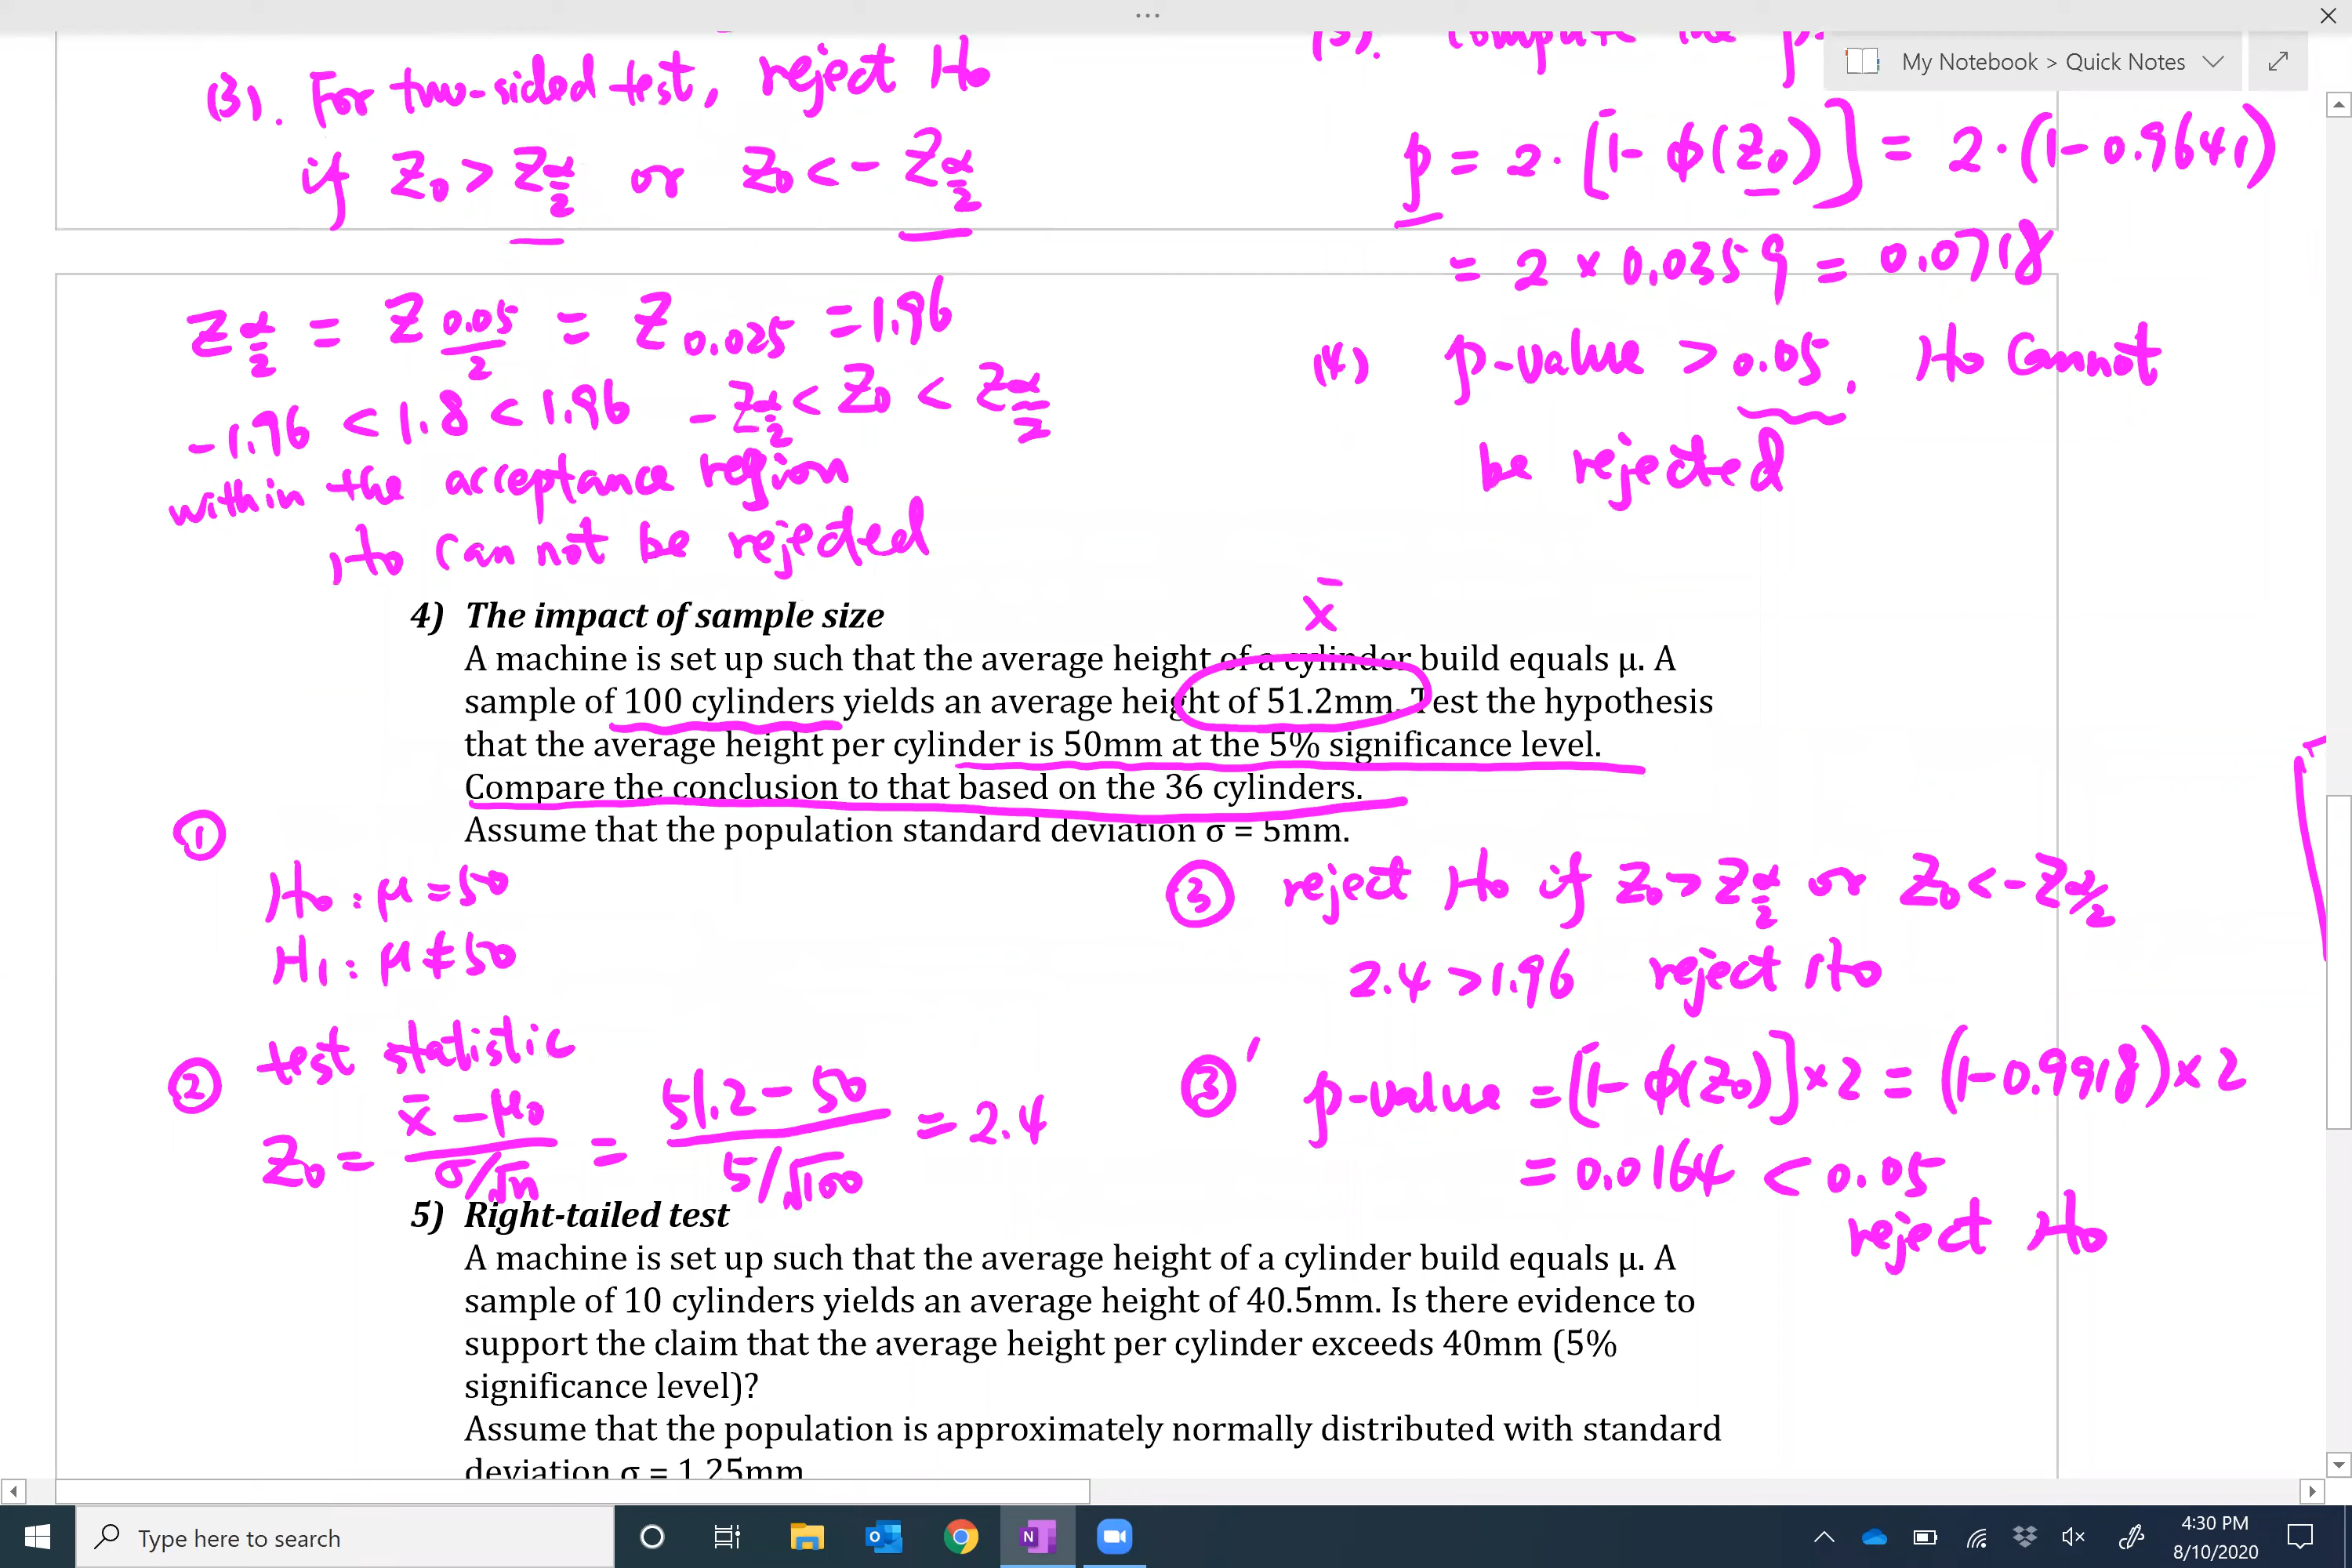 My Notebook > Quick Notes
(3). For two-sided test, reject H₀
if Z₀ > Z_{α/2} or Z₀ < - Z_{α/2}
Z_{α/2} = Z_{0.05/2} = Z_{0.025} = 1.96
-1.96 < 1.8 < 1.96 - Z_{α/2} < Z₀ < Z_{α/2}
within the acceptance region
H₀ can not be rejected
p = 2 · [1 - φ(Z₀)] = 2 · (1 - 0.9641)
= 2 × 0.0359 = 0.0718
(4) p-value > 0.05. H₀ cannot
be rejected
x̄
4) The impact of sample size
A machine is set up such that the average height of a cylinder build equals μ. A
sample of 100 cylinders yields an average height of 51.2mm. Test the hypothesis
that the average height per cylinder is 50mm at the 5% significance level.
Compare the conclusion to that based on the 36 cylinders.
Assume that the population standard deviation σ = 5mm.
①
H₀ : μ = 50
H₁ : μ ≠ 50
② test statistic
Z₀ = (x̄ - μ₀)/(σ/√n) = (51.2 - 50)/(5/√100) = 2.4
③ reject H₀ if Z₀ > Z_{α/2} or Z₀ < - Z_{α/2}
2.4 > 1.96 reject H₀
③' p-value = [1 - φ(Z₀)] × 2 = (1 - 0.9918) × 2
= 0.0164 < 0.05
reject H₀
5) Right-tailed test
A machine is set up such that the average height of a cylinder build equals μ. A
sample of 10 cylinders yields an average height of 40.5mm. Is there evidence to
support the claim that the average height per cylinder exceeds 40mm (5%
significance level)?
Assume that the population is approximately normally distributed with standard
deviation σ = 1.25mm
Type here to search
4:30 PM
8/10/2020